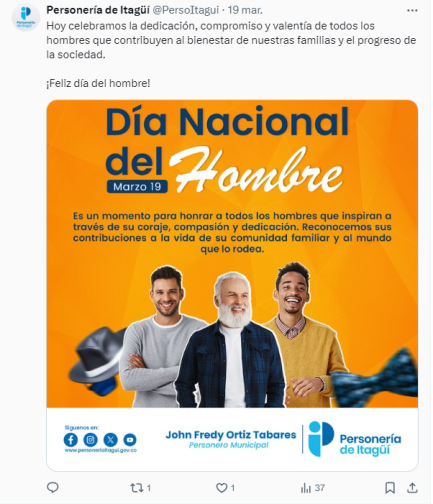 Personería de Itagüí @PersoItagui · 19 mar.
Hoy celebramos la dedicación, compromiso y valentía de todos los
hombres que contribuyen al bienestar de nuestras familias y el progreso de
la sociedad.
¡Feliz día del hombre!
Día Nacional
del Hombre
Marzo 19
Es un momento para honrar a todos los hombres que inspiran a
través de su coraje, compasión y dedicación. Reconocemos sus
contribuciones a la vida de su comunidad familiar y al mundo
que lo rodea.
Síguenos en:
www.personeriaitagui.gov.co
John Fredy Ortiz Tabares
Personero Municipal
Personería
de Itagüí
1
1
37